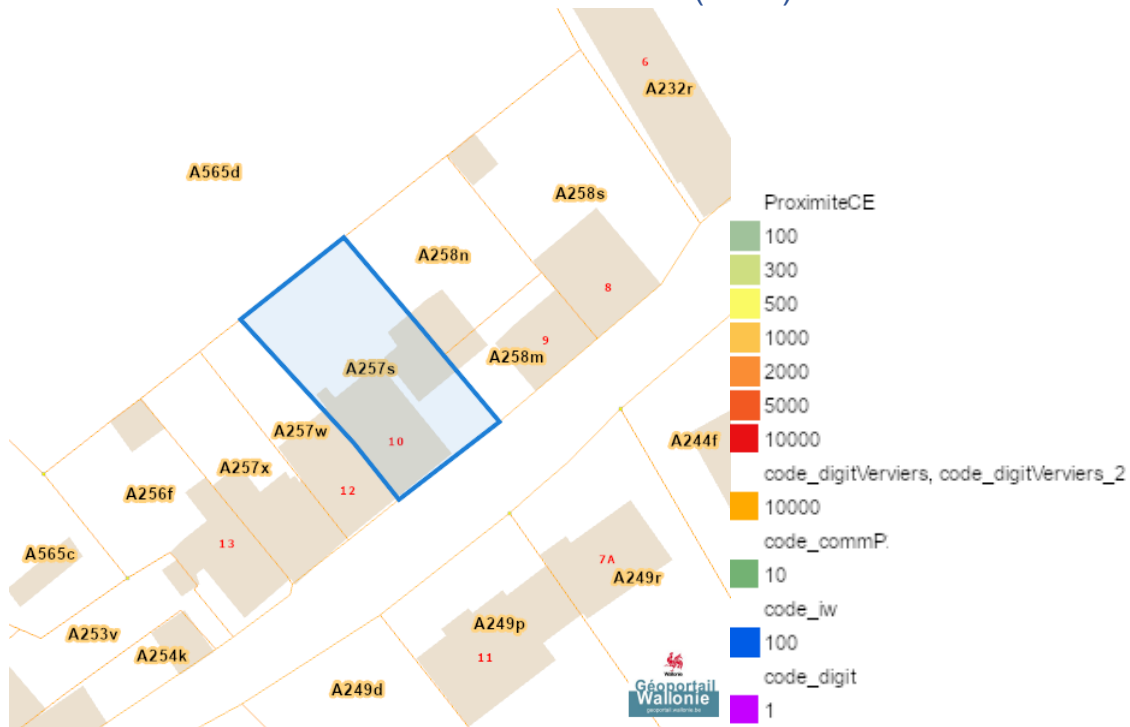 6
A232r
A565d
A258s
A258n
8
9
A258m
A257s
A257w
10
A244f
A257x
A256f
12
13
7A
A565c
A249r
A249p
A253v
A254k
11
A249d
Wallonie
Géoportail
Wallonie
geoportail.wallonie.be
ProximiteCE
100
300
500
1000
2000
5000
10000
code_digitVerviers, code_digitVerviers_2
10000
code_commP.
10
code_iw
100
code_digit
1